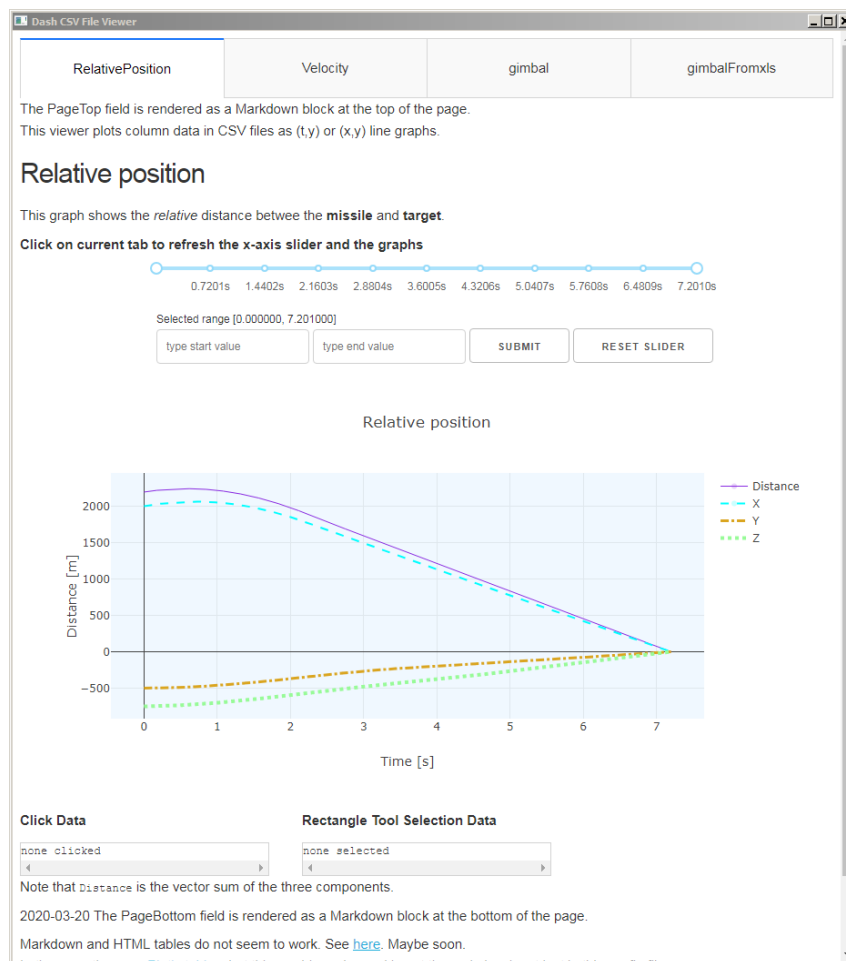 Dash CSV File Viewer
RelativePosition
Velocity
gimbal
gimbalFromxls
The PageTop field is rendered as a Markdown block at the top of the page.
This viewer plots column data in CSV files as (t,y) or (x,y) line graphs.
Relative position
This graph shows the relative distance betwee the missile and target.
Click on current tab to refresh the x-axis slider and the graphs
0.7201s 1.4402s 2.1603s 2.8804s 3.6005s 4.3206s 5.0407s 5.7608s 6.4809s 7.2010s
Selected range [0.000000, 7.201000]
type start value
type end value
SUBMIT
RESET SLIDER
Relative position
Distance
X
Y
Z
2000
1500
1000
500
0
−500
Distance [m]
0 1 2 3 4 5 6 7
Time [s]
Click Data
Rectangle Tool Selection Data
none clicked
none selected
Note that Distance is the vector sum of the three components.
2020-03-20 The PageBottom field is rendered as a Markdown block at the bottom of the page.
Markdown and HTML tables do not seem to work. See here. Maybe soon.